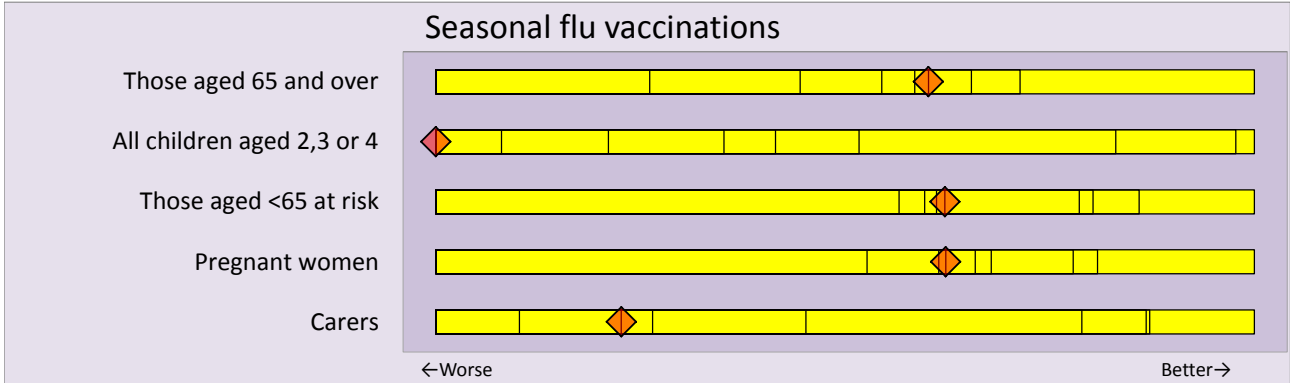 Seasonal flu vaccinations
Those aged 65 and over
All children aged 2,3 or 4
Those aged <65 at risk
Pregnant women
Carers
←Worse Better→